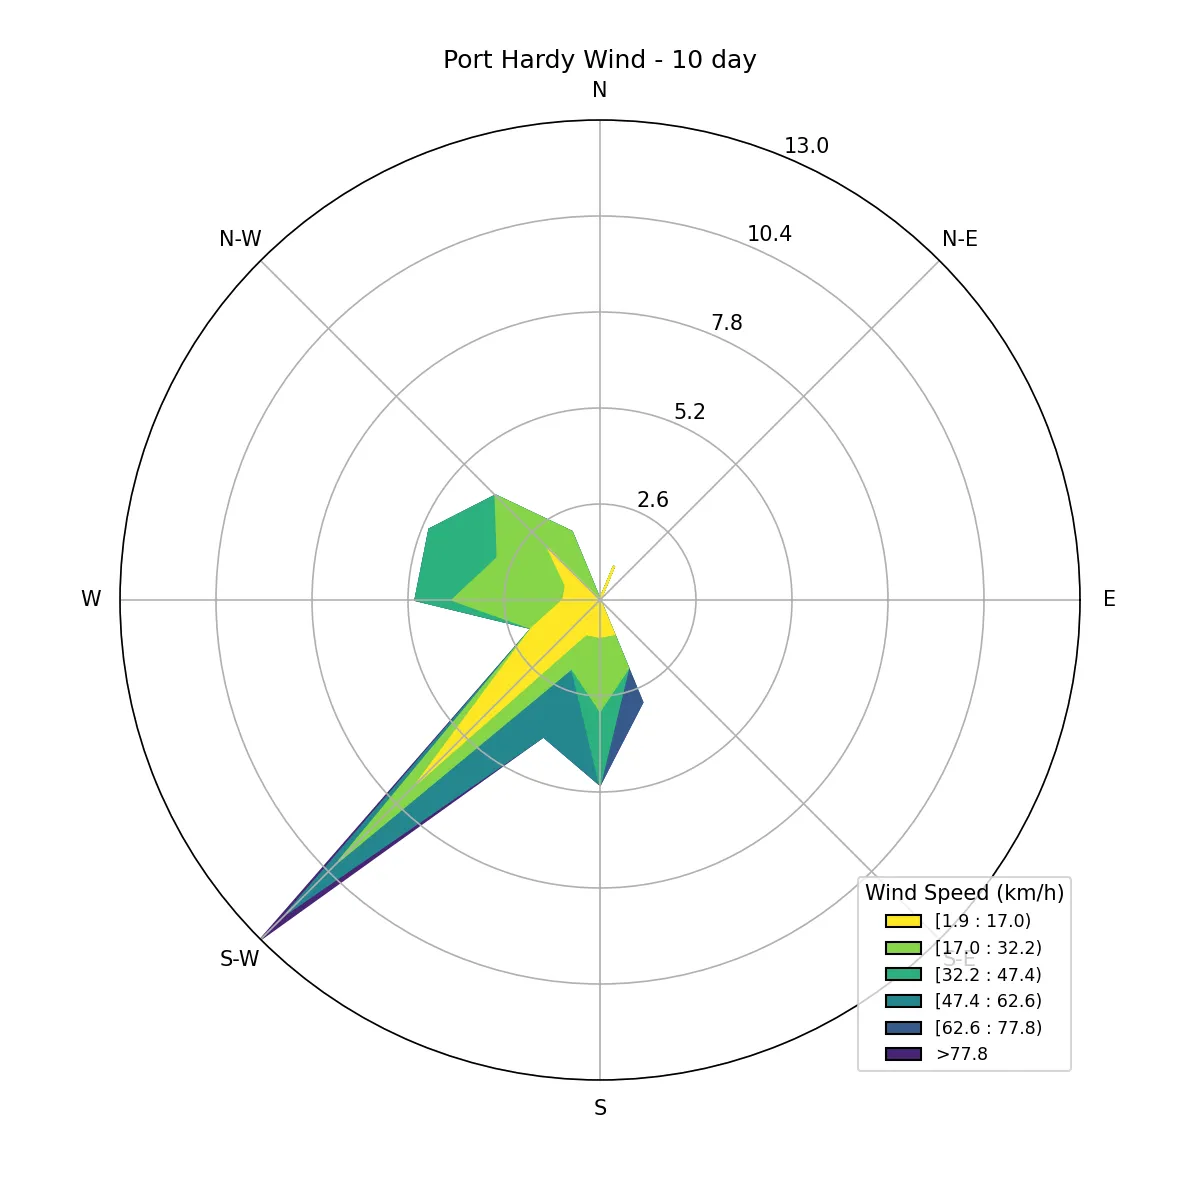 Port Hardy Wind - 10 day
N
13.0
N-W
N-E
10.4
7.8
5.2
2.6
W
E
S-W
S-E
S
Wind Speed (km/h)
[1.9 : 17.0)
[17.0 : 32.2)
[32.2 : 47.4)
[47.4 : 62.6)
[62.6 : 77.8)
>77.8